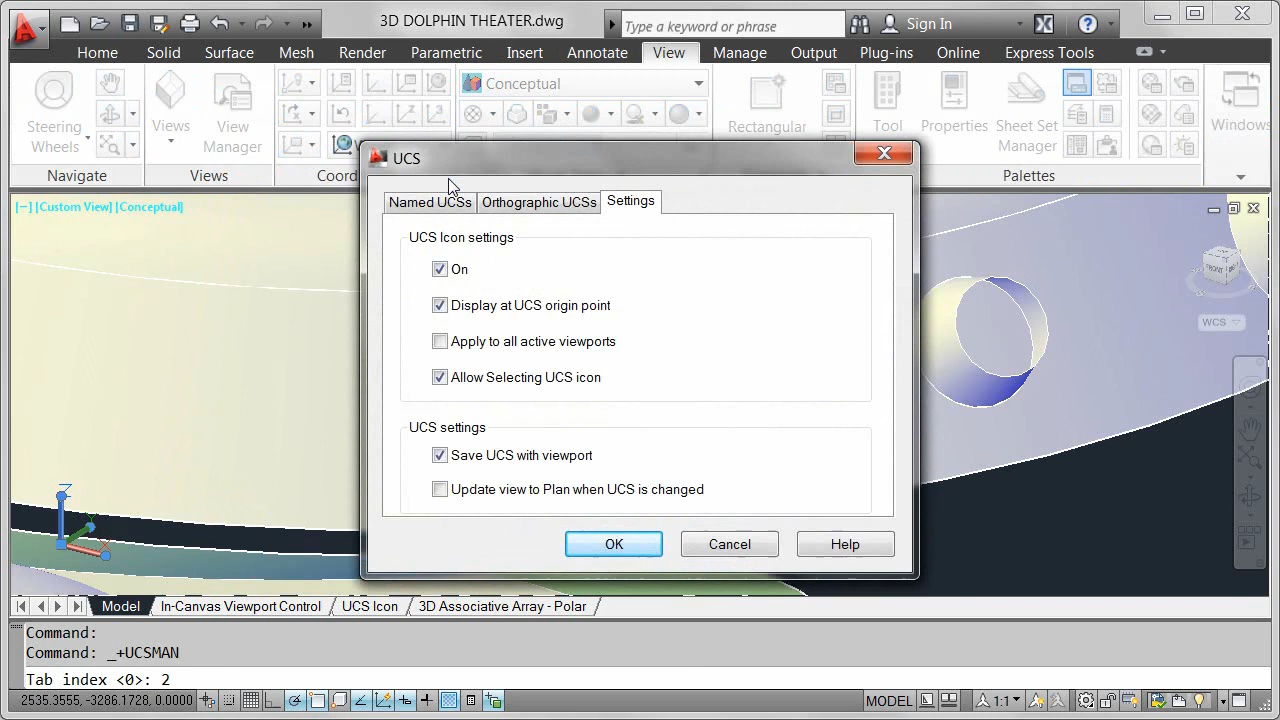 3D DOLPHIN THEATER.dwg
Type a keyword or phrase
Sign In
Home
Solid
Surface
Mesh
Render
Parametric
Insert
Annotate
View
Manage
Output
Plug-ins
Online
Express Tools
Steering
Wheels
Views
View
Manager
Conceptual
Rectangular
Tool
Properties
Sheet Set
Manager
Windows
Navigate
Views
Coord
Palettes
[−] [Custom View] [Conceptual]
UCS
Named UCSs
Orthographic UCSs
Settings
UCS Icon settings
On
Display at UCS origin point
Apply to all active viewports
Allow Selecting UCS icon
UCS settings
Save UCS with viewport
Update view to Plan when UCS is changed
OK
Cancel
Help
FRONT
WCS
Z
Model
In-Canvas Viewport Control
UCS Icon
3D Associative Array - Polar
Command:
Command: _+UCSMAN
Tab index <0>: 2
2535.3555, -3286.1728, 0.0000
MODEL
1:1